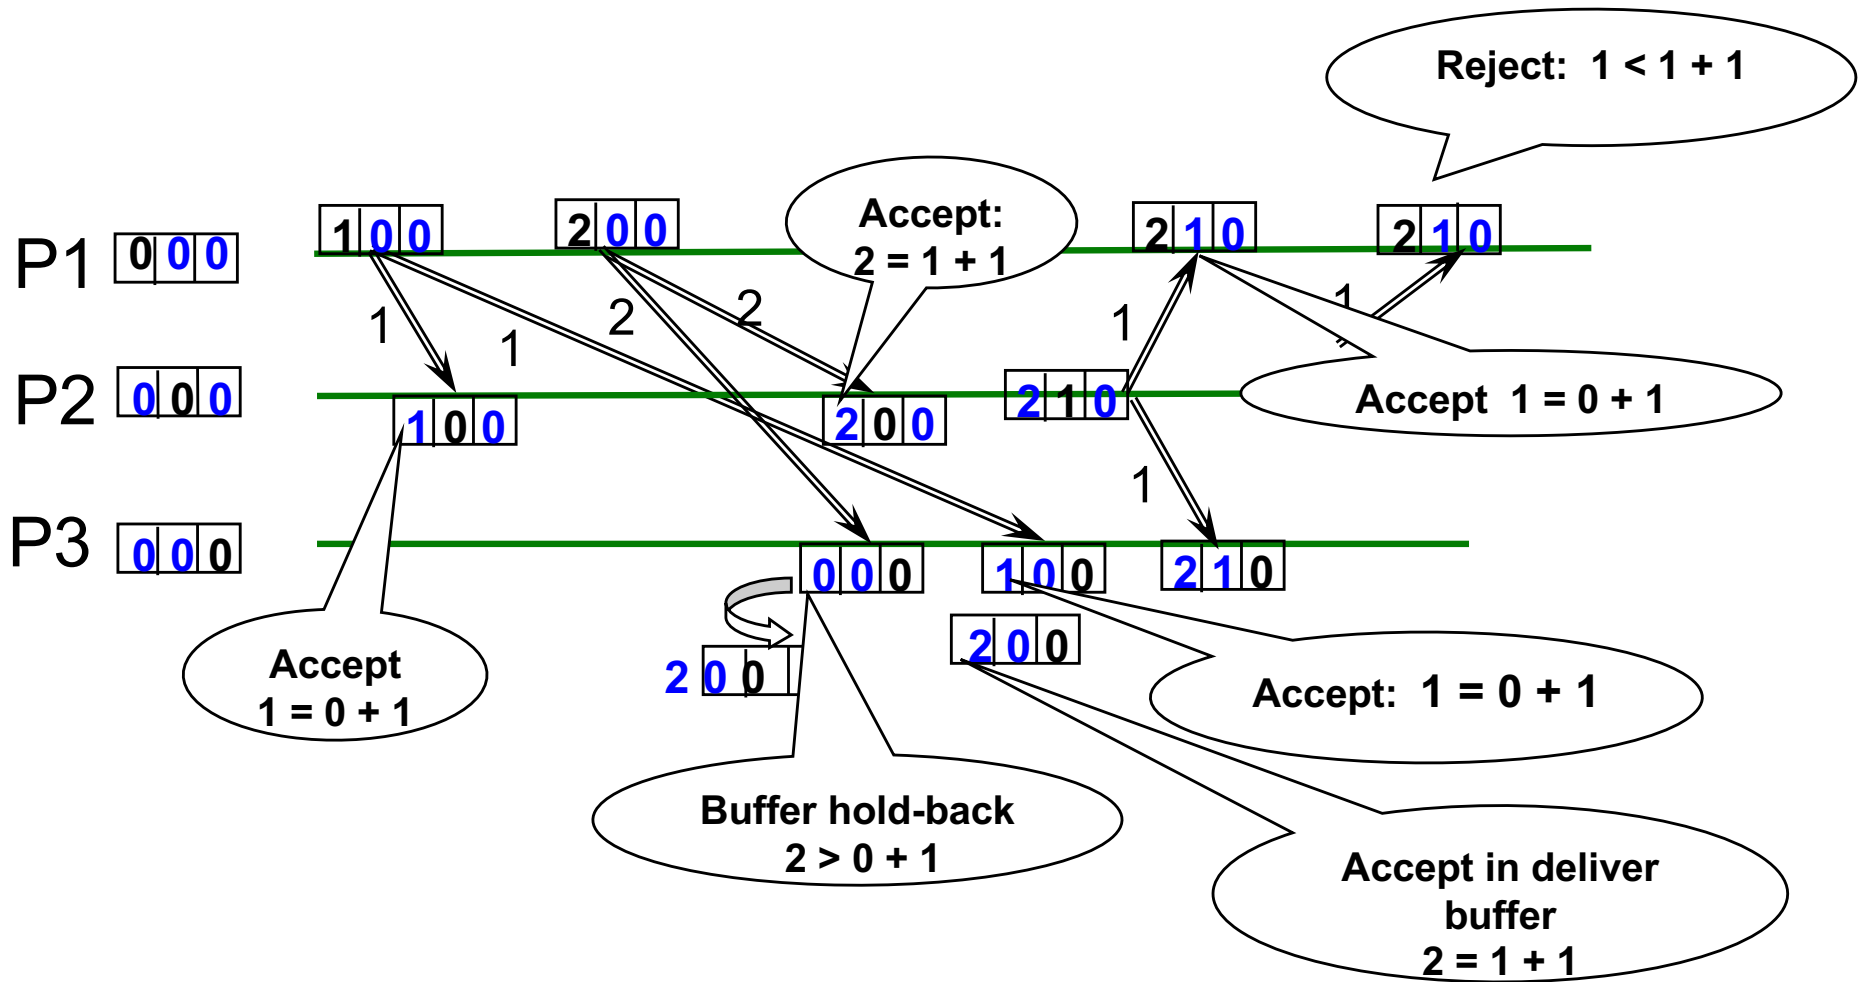 Reject: 1 < 1 + 1
Accept:
2 = 1 + 1
P1
0 0 0
1 0 0
2 0 0
2 1 0
2 1 0
1
1
2
2
1
1
P2
0 0 0
1 0 0
2 0 0
2 1 0
Accept 1 = 0 + 1
1
P3
0 0 0
0 0 0
1 0 0
2 1 0
2 0 0
2 0 0
Accept
1 = 0 + 1
Accept: 1 = 0 + 1
Buffer hold-back
2 > 0 + 1
Accept in deliver
buffer
2 = 1 + 1